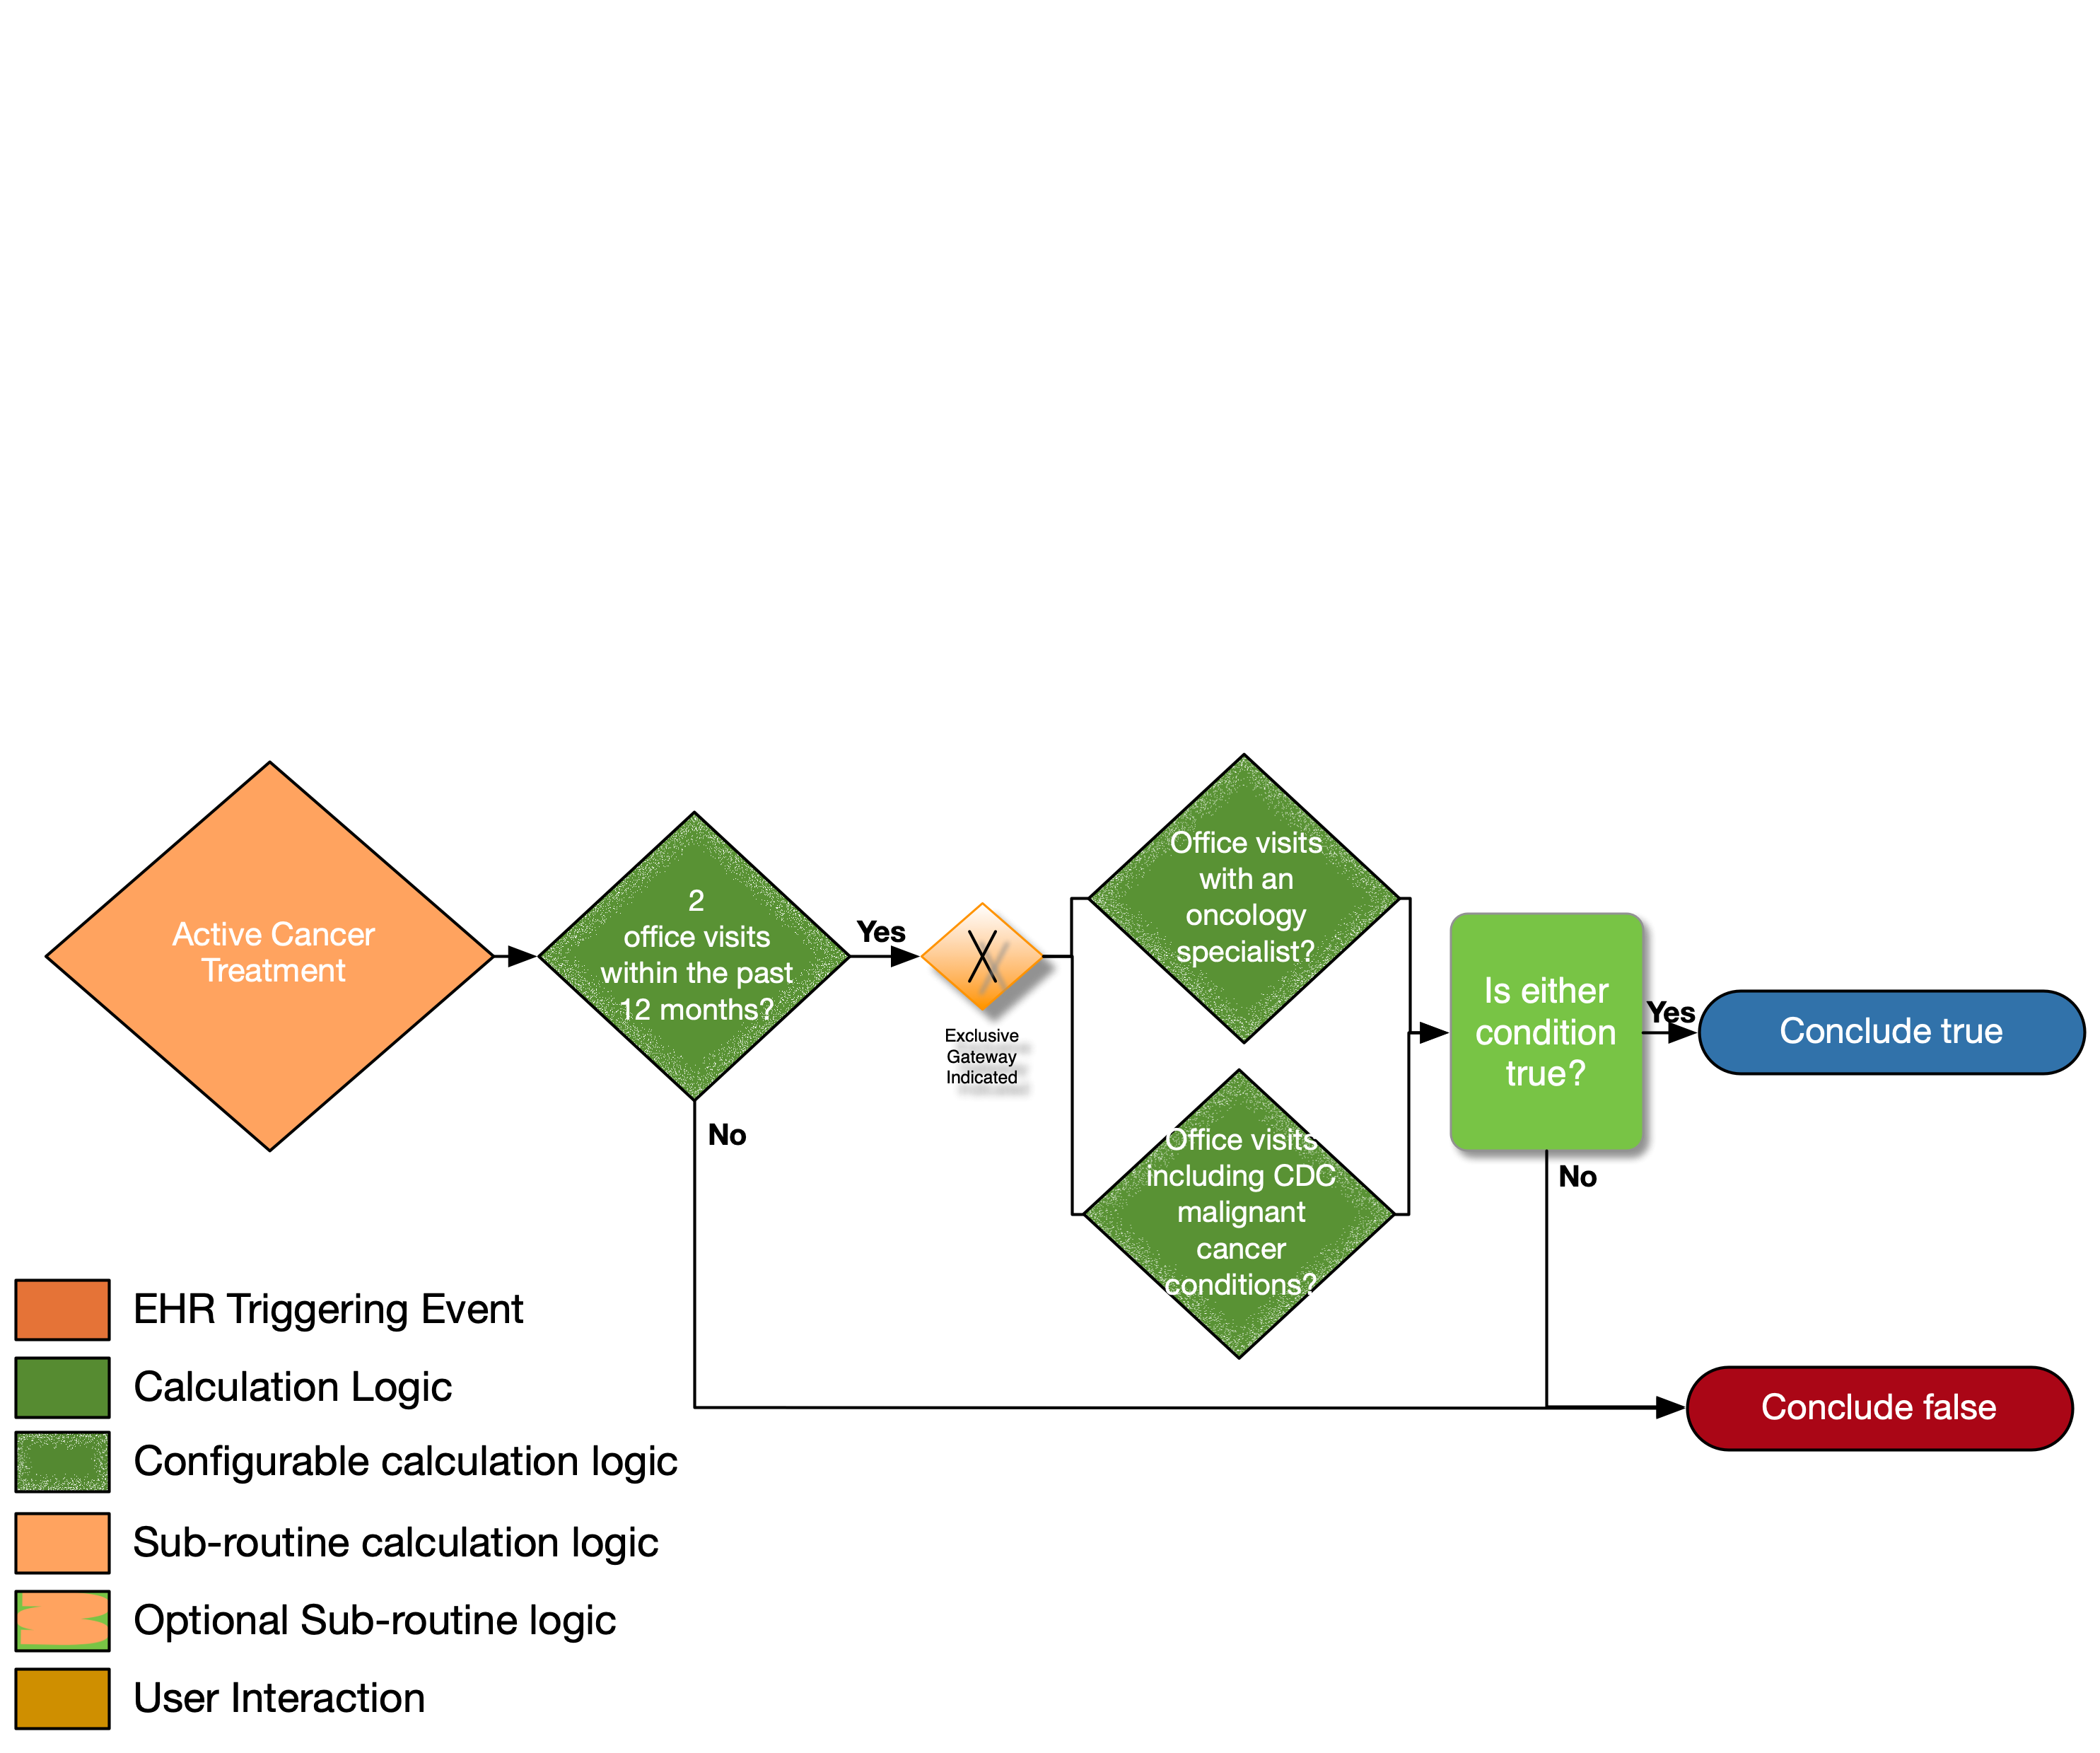 Active Cancer
Treatment
2
office visits
within the past
12 months?
Yes
No
X
Exclusive
Gateway
Indicated
Office visits
with an
oncology
specialist?
Office visits
including CDC
malignant
cancer
conditions?
Is either
condition
true?
Yes
No
Conclude true
Conclude false
EHR Triggering Event
Calculation Logic
Configurable calculation logic
Sub-routine calculation logic
Optional Sub-routine logic
User Interaction